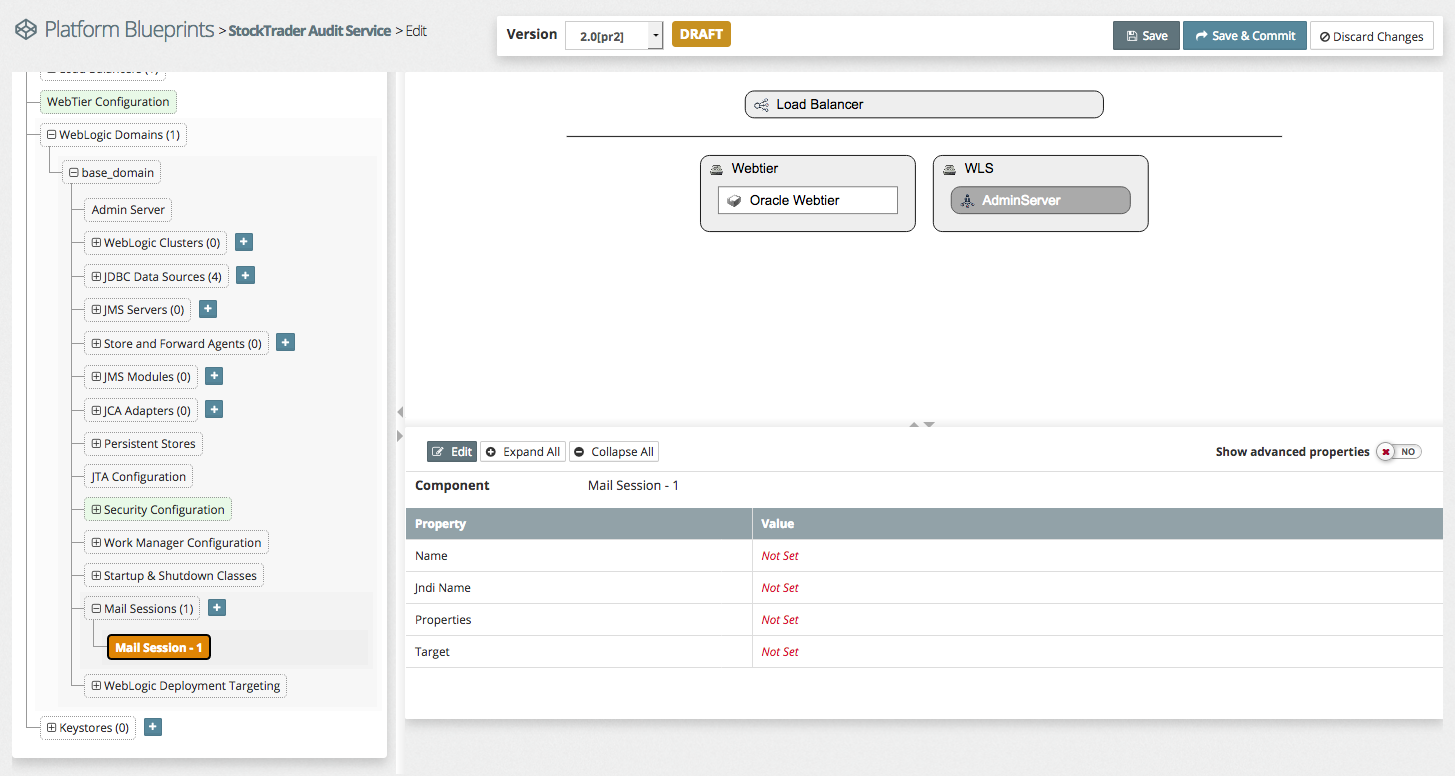 Platform Blueprints > StockTrader Audit Service > Edit
Version 2.0[pr2] DRAFT Save Save & Commit Discard Changes
Load Balancers (1)
WebTier Configuration
WebLogic Domains (1)
base_domain
Admin Server
WebLogic Clusters (0)
JDBC Data Sources (4)
JMS Servers (0)
Store and Forward Agents (0)
JMS Modules (0)
JCA Adapters (0)
Persistent Stores
JTA Configuration
Security Configuration
Work Manager Configuration
Startup & Shutdown Classes
Mail Sessions (1)
Mail Session - 1
WebLogic Deployment Targeting
Keystores (0)
Load Balancer
Webtier
Oracle Webtier
WLS
AdminServer
Edit Expand All Collapse All Show advanced properties NO
Component Mail Session - 1
Property Value
Name Not Set
Jndi Name Not Set
Properties Not Set
Target Not Set